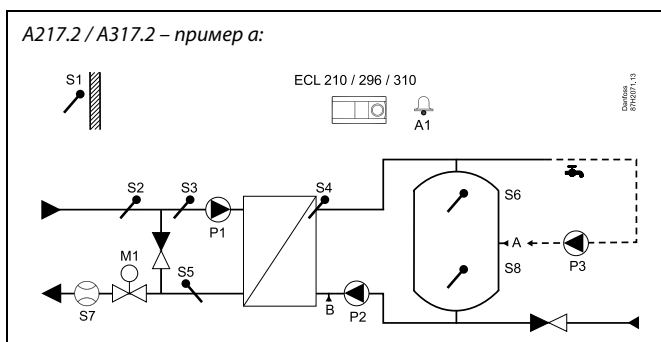 A217.2 / A317.2 – пример a:
S1
ECL 210 / 296 / 310
A1
Danfoss
87H2071.13
S2
S3
S4
P1
S6
A
P3
M1
S5
S8
S7
B
P2